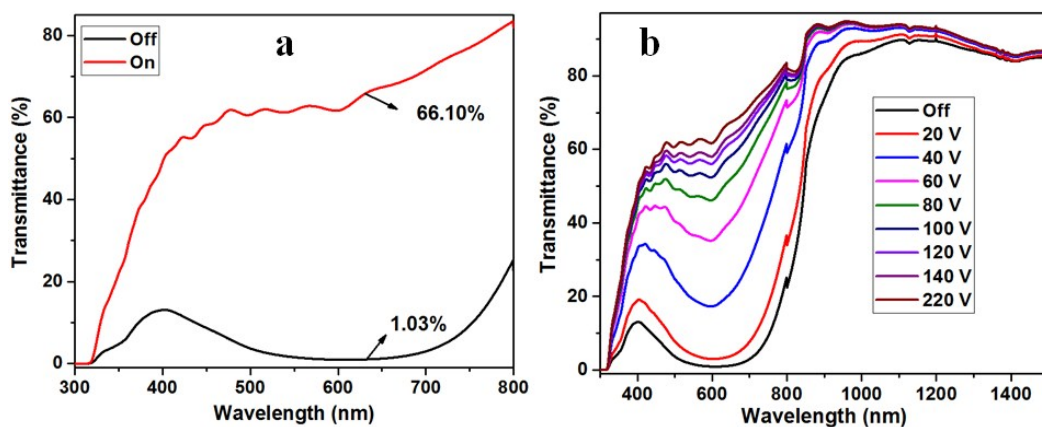 a
Off
On
66.10%
1.03%
Transmittance (%)
80
60
40
20
0
300 400 500 600 700 800
Wavelength (nm)
b
Off
20 V
40 V
60 V
80 V
100 V
120 V
140 V
220 V
Transmittance (%)
80
60
40
20
0
400 600 800 1000 1200 1400
Wavelength (nm)